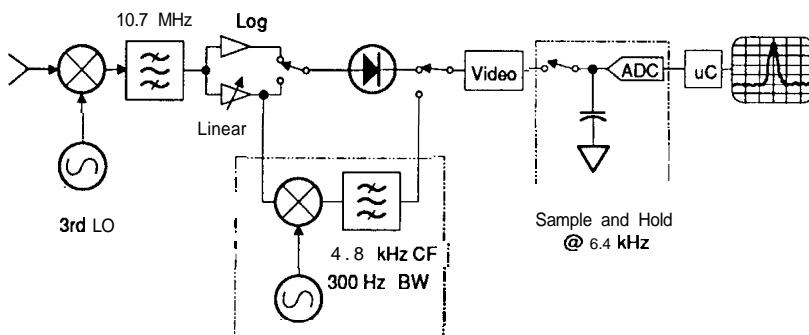 10.7 MHz
Log
Linear
3rd LO
Video
ADC
uC
4.8 kHz CF
300 Hz BW
Sample and Hold
@ 6.4 kHz